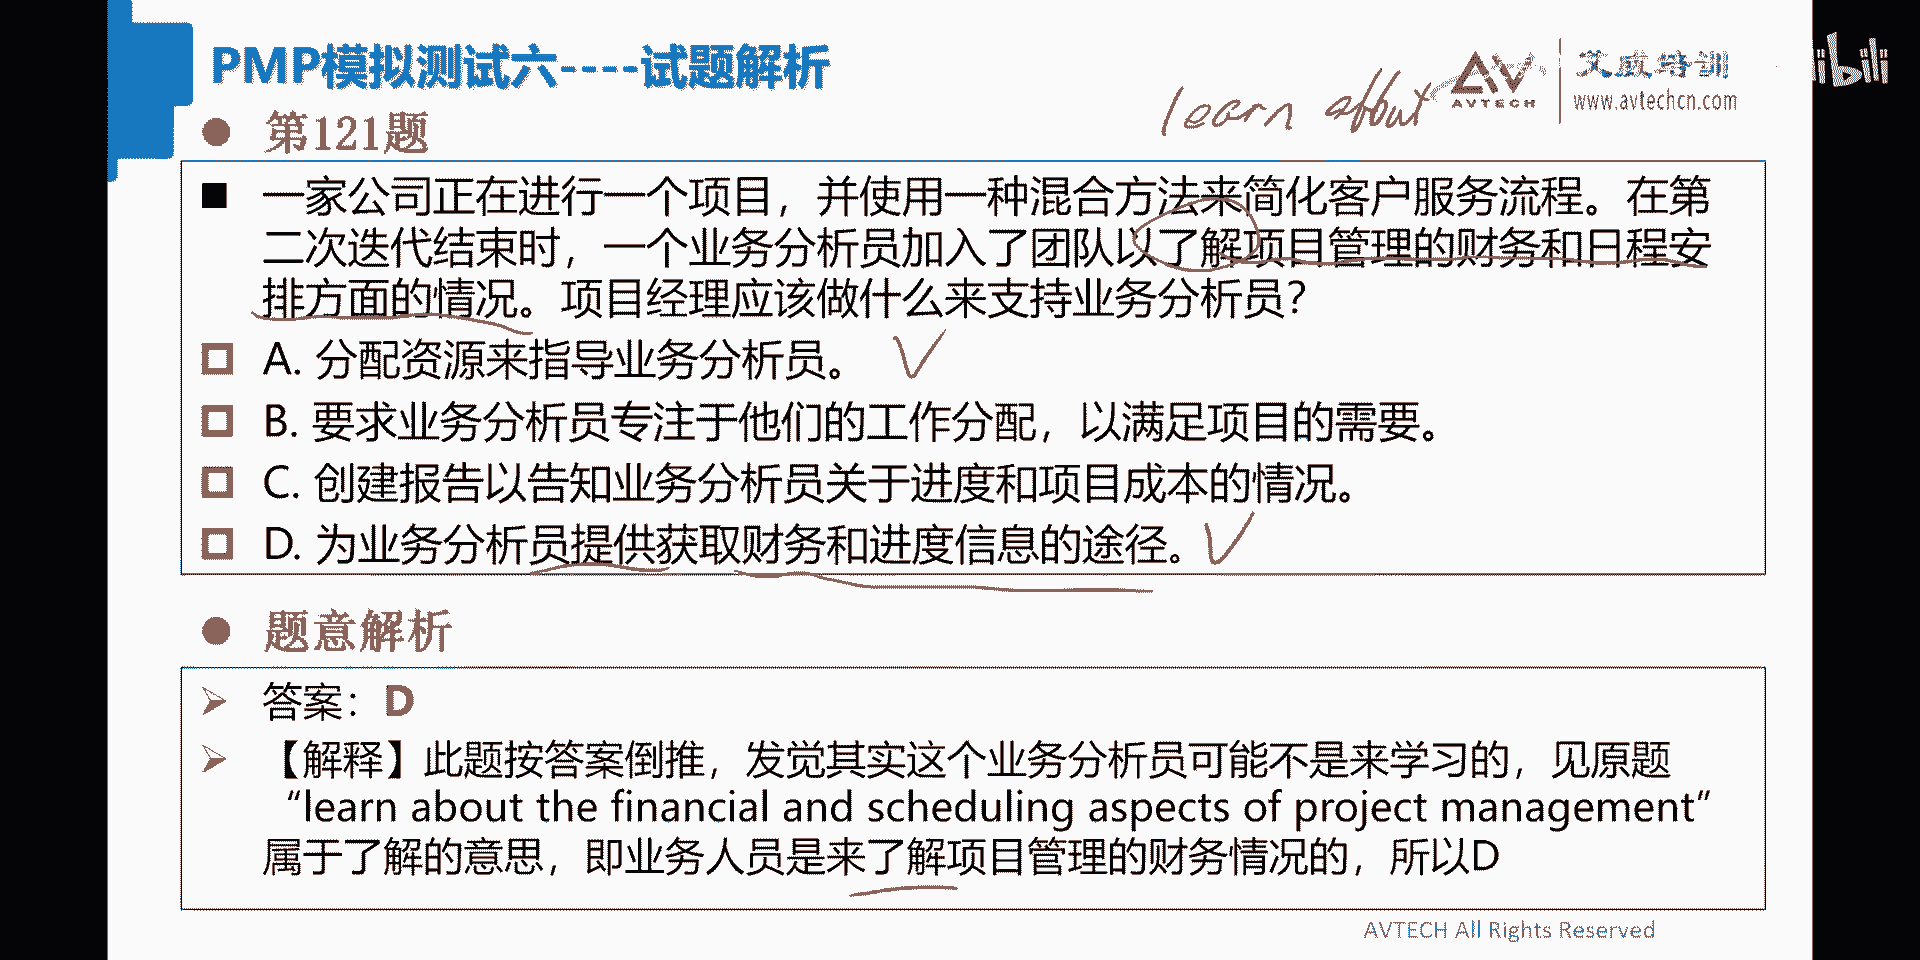 PMP模拟测试六----试题解析
learn about
AVTECH
艾威培训
www.avtechcn.com
ibili
第121题
一家公司正在进行一个项目，并使用一种混合方法来简化客户服务流程。在第
二次迭代结束时，一个业务分析员加入了团队以了解项目管理的财务和日程安
排方面的情况。项目经理应该做什么来支持业务分析员？
A. 分配资源来指导业务分析员。
B. 要求业务分析员专注于他们的工作分配，以满足项目的需要。
C. 创建报告以告知业务分析员关于进度和项目成本的情况。
D. 为业务分析员提供获取财务和进度信息的途径。
题意解析
答案：D
【解释】此题按答案倒推，发觉其实这个业务分析员可能不是来学习的，见原题
“learn about the financial and scheduling aspects of project management”
属于了解的意思，即业务人员是来了解项目管理的财务情况的，所以D
AVTECH All Rights Reserved